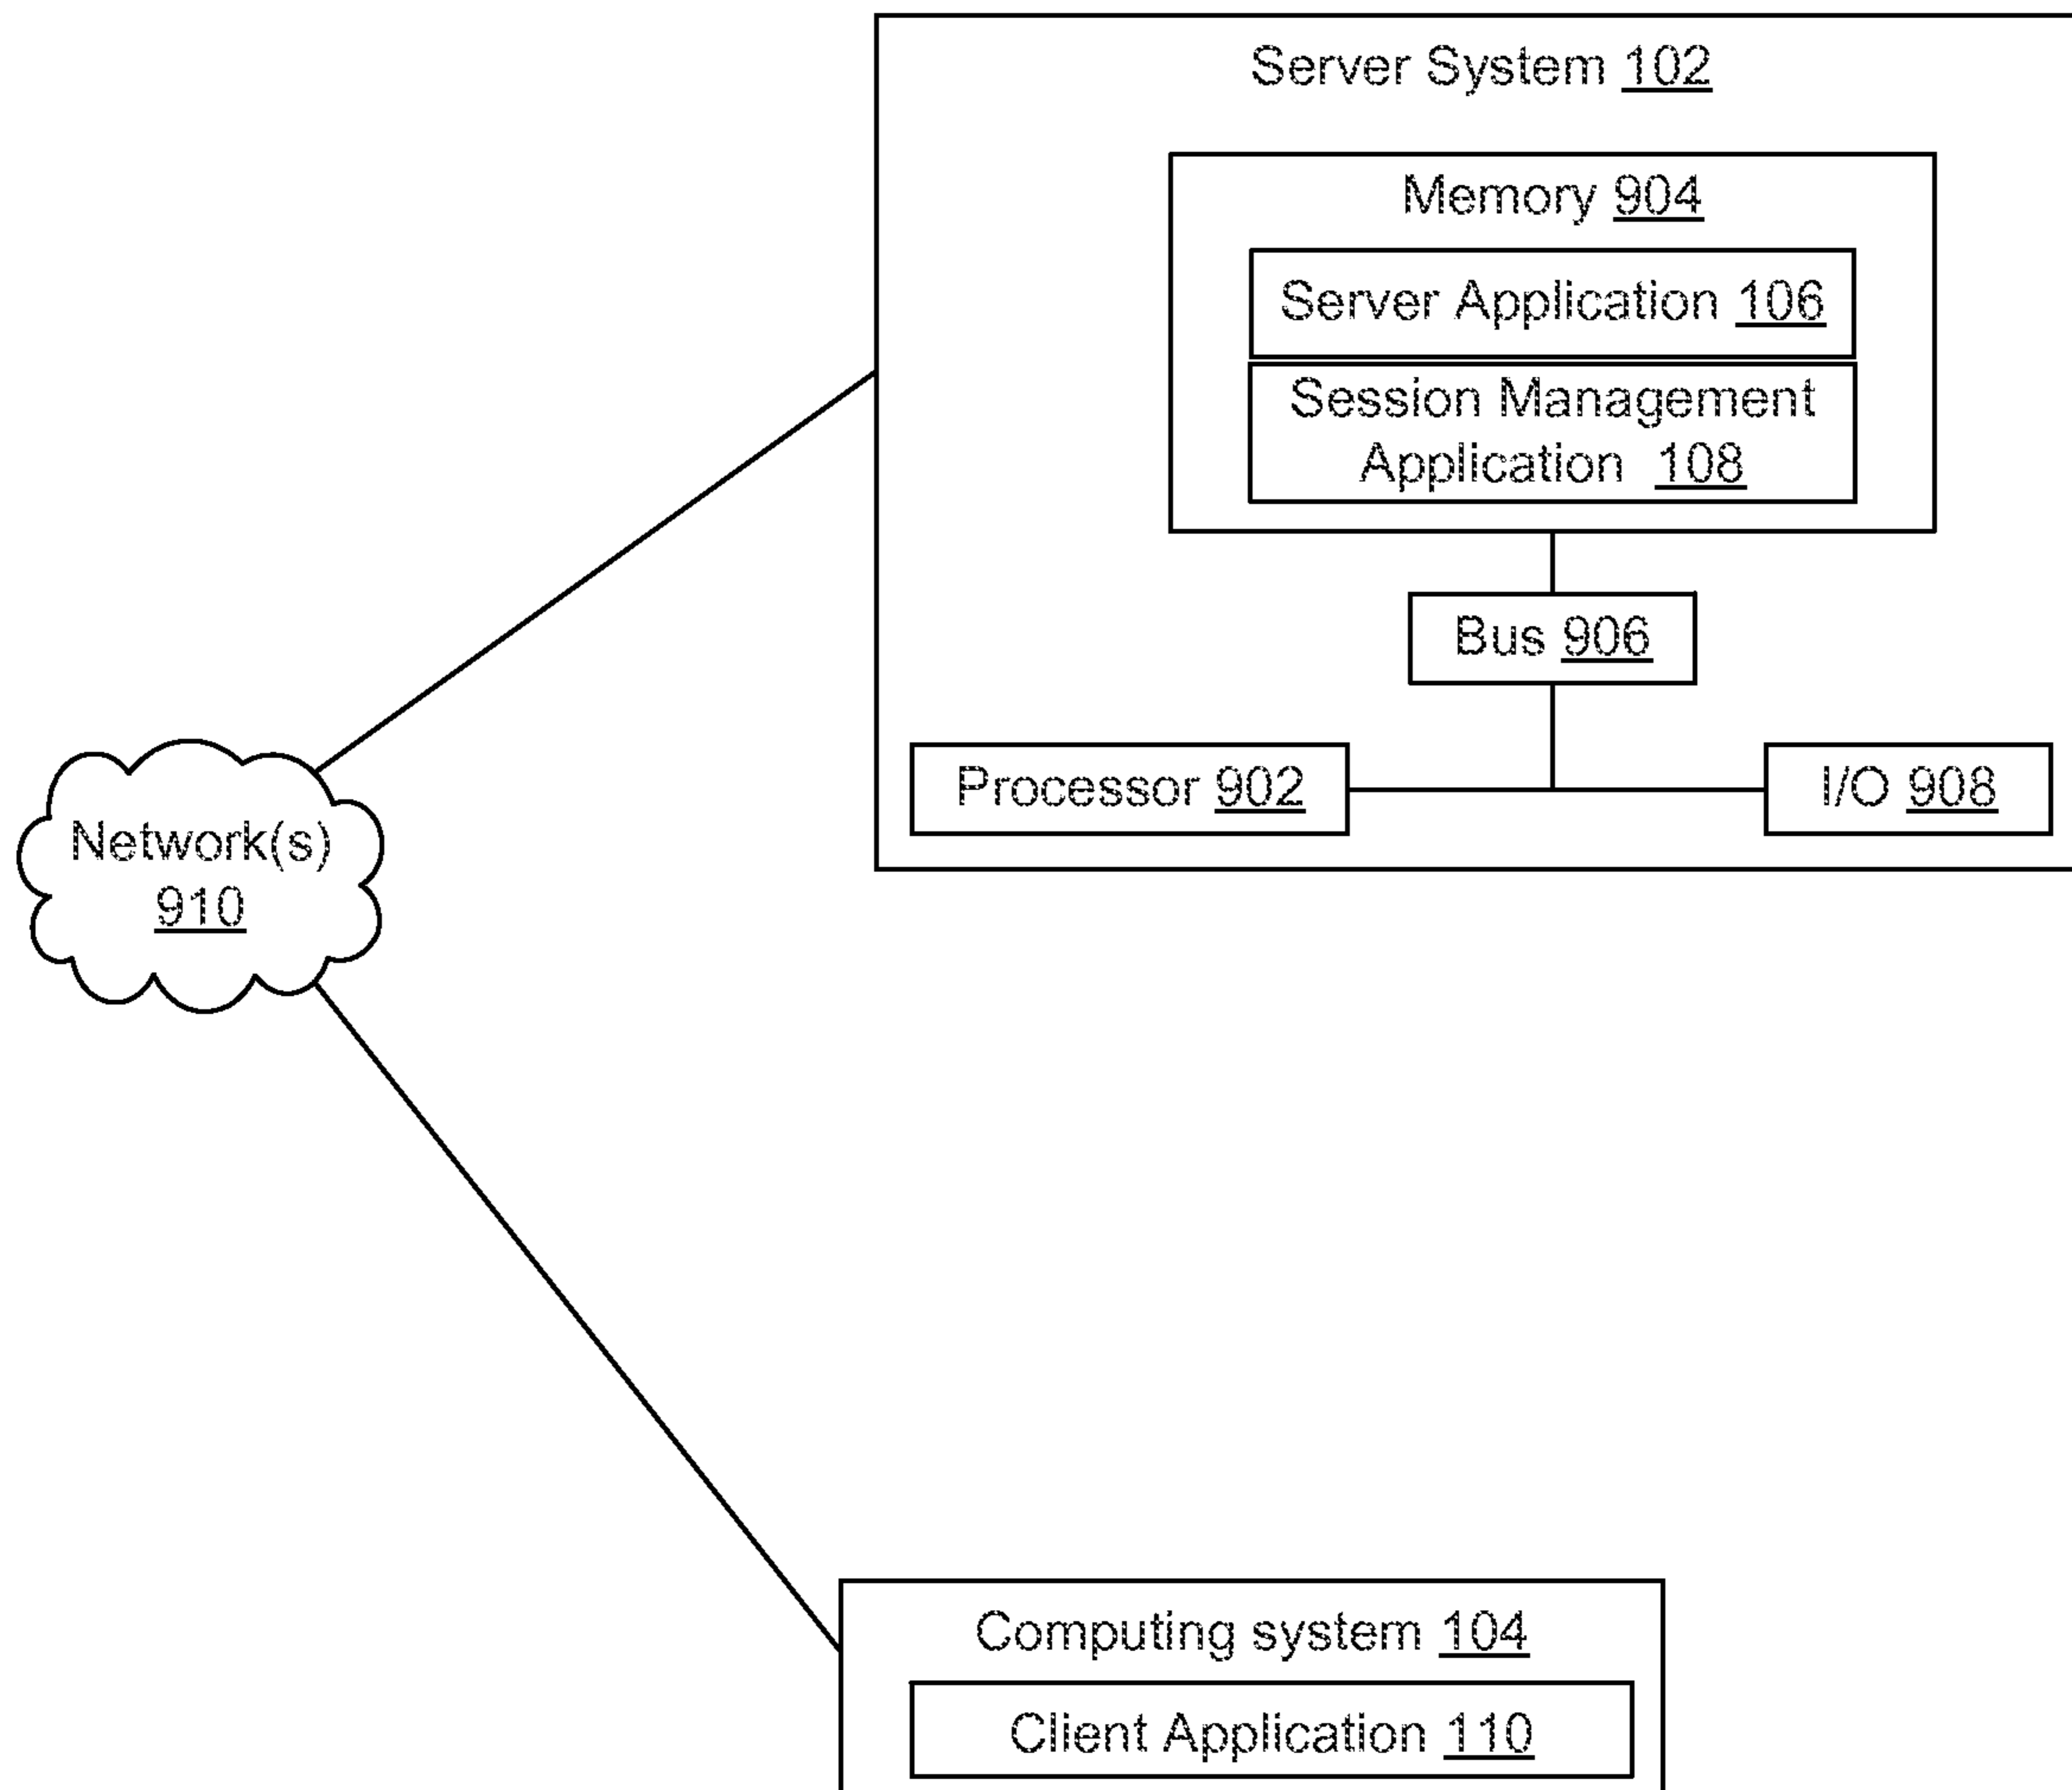 Server System 102
Memory 904
Server Application 106
Session Management
Application 108
Bus 906
Processor 902
I/O 908
Network(s)
910
Computing system 104
Client Application 110